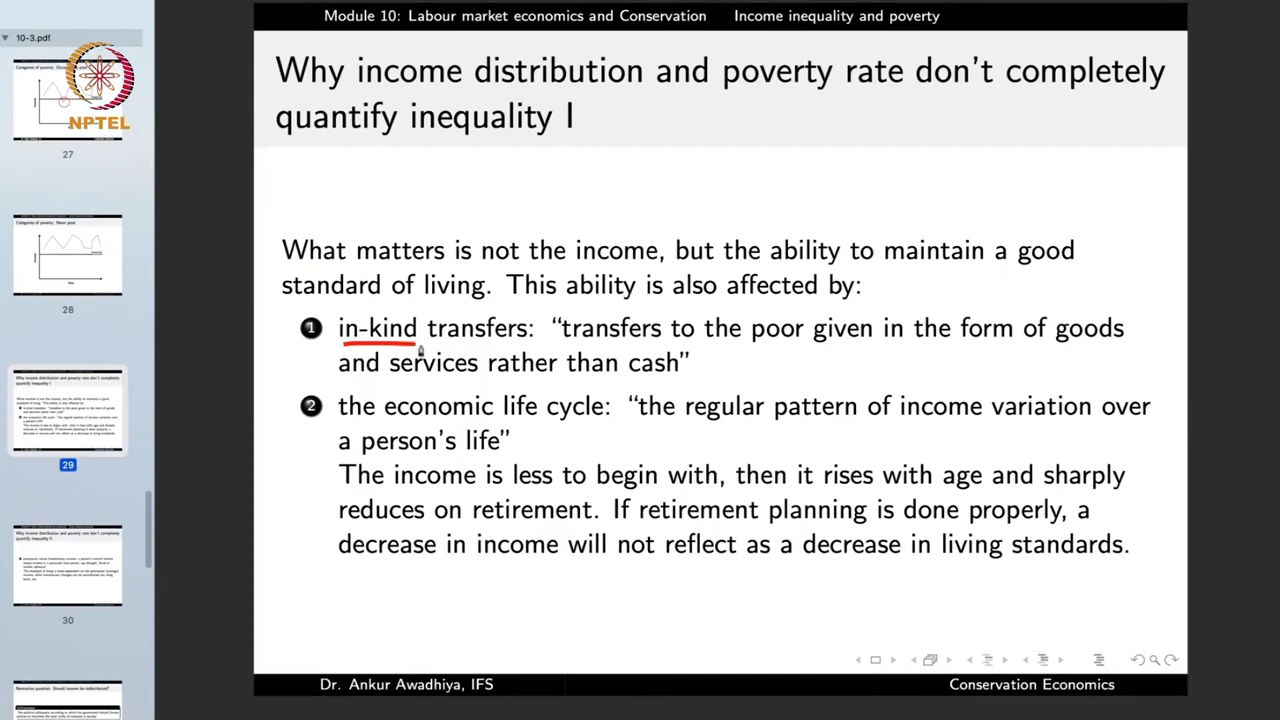 Module 10: Labour market economics and Conservation Income inequality and poverty
10-3.pdf
NPTEL
27
28
29
30
Why income distribution and poverty rate don't completely
quantify inequality I
What matters is not the income, but the ability to maintain a good
standard of living. This ability is also affected by:
1 in-kind transfers: “transfers to the poor given in the form of goods
and services rather than cash”
2 the economic life cycle: “the regular pattern of income variation over
a person's life”
The income is less to begin with, then it rises with age and sharply
reduces on retirement. If retirement planning is done properly, a
decrease in income will not reflect as a decrease in living standards.
Dr. Ankur Awadhiya, IFS Conservation Economics